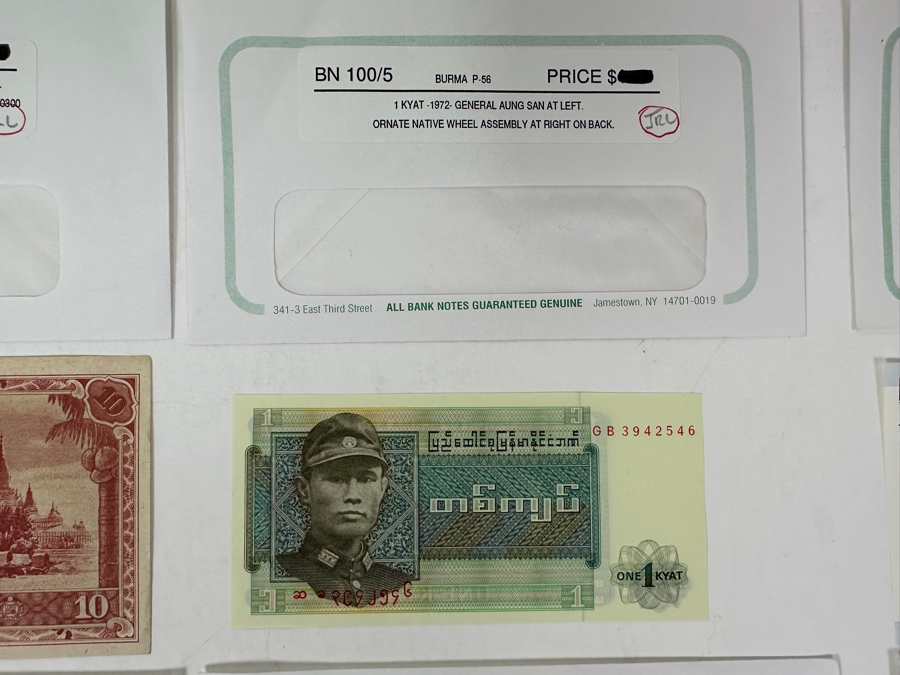 BN 100/5 BURMA P-56 PRICE $
1 KYAT -1972- GENERAL AUNG SAN AT LEFT.
ORNATE NATIVE WHEEL ASSEMBLY AT RIGHT ON BACK.
JRL
341-3 East Third Street ALL BANK NOTES GUARANTEED GENUINE Jamestown, NY 14701-0019
10
10
1
ပြည်ထောင်စုမြန်မာနိုင်ငံဘဏ်
GB 3942546
တစ်ကျပ်
ONE 1 KYAT
၁
1